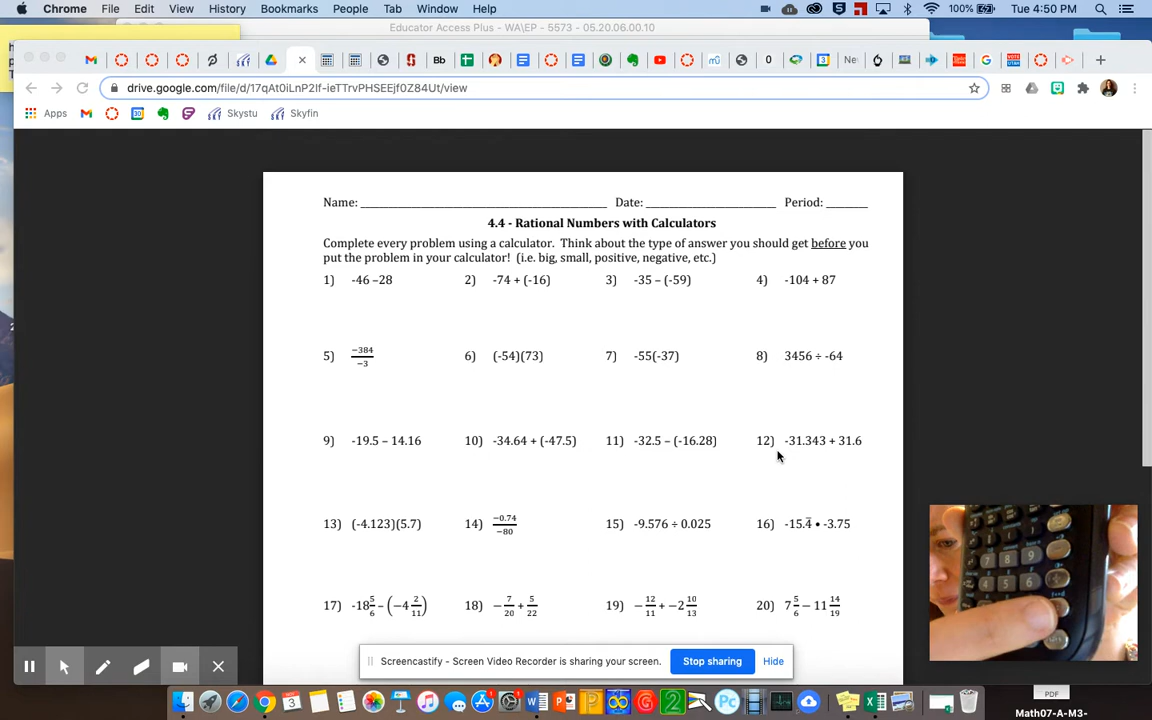 Chrome File Edit View History Bookmarks People Tab Window Help 100% Tue 4:50 PM
Educator Access Plus - WA\EP - 5573 - 05.20.06.00.10
drive.google.com/file/d/17qAt0iLnP2If-ieTTrvPHSEEjf0Z84Ut/view
Apps Skystu Skyfin
Name: Date: Period:
4.4 - Rational Numbers with Calculators
Complete every problem using a calculator. Think about the type of answer you should get before you
put the problem in your calculator! (i.e. big, small, positive, negative, etc.)
1) -46 –28 2) -74 + (-16) 3) -35 – (-59) 4) -104 + 87
5) −384/−3 6) (-54)(73) 7) -55(-37) 8) 3456 ÷ -64
9) -19.5 – 14.16 10) -34.64 + (-47.5) 11) -32.5 – (-16.28) 12) -31.343 + 31.6
13) (-4.123)(5.7) 14) −0.74/−80 15) -9.576 ÷ 0.025 16) -15.4̅ • -3.75
17) -18 5/6 – (−4 2/11) 18) − 7/20 + 5/22 19) − 12/11 + −2 10/13 20) 7 5/6 − 11 14/19
Screencastify - Screen Video Recorder is sharing your screen. Stop sharing Hide
PDF
Math07-A-M3-